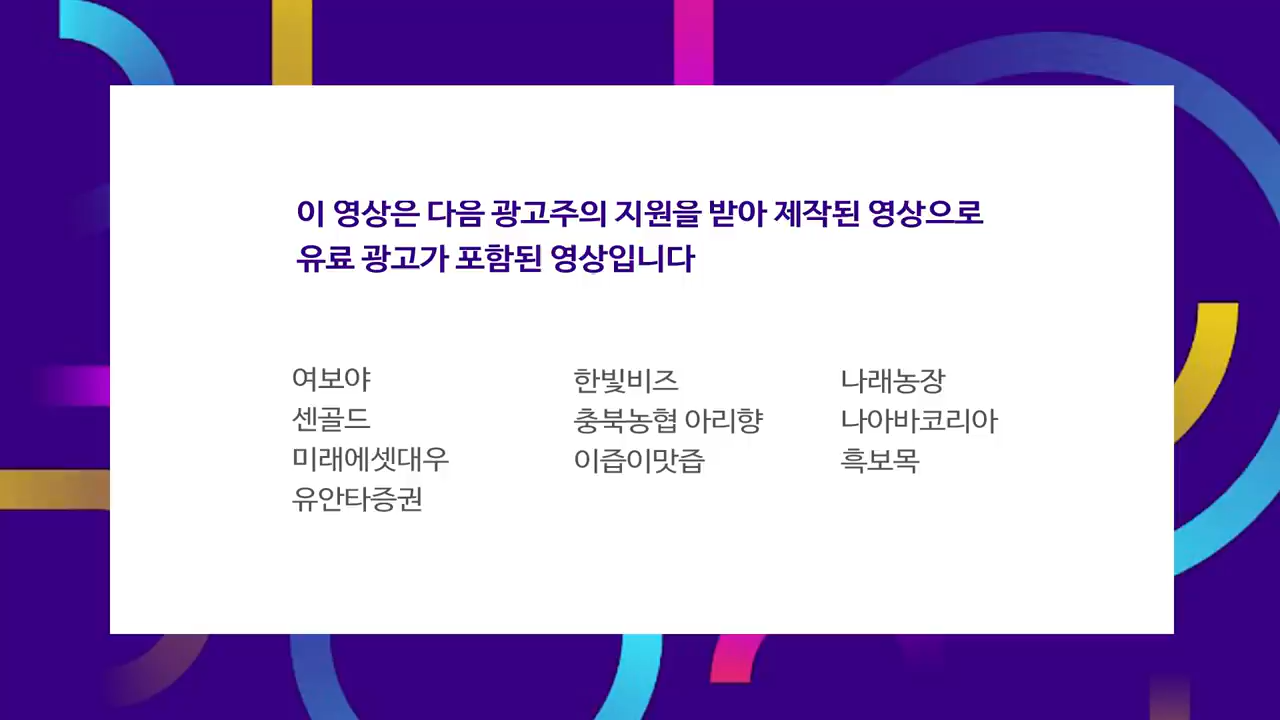 이 영상은 다음 광고주의 지원을 받아 제작된 영상으로
유료 광고가 포함된 영상입니다
여보야
센골드
미래에셋대우
유안타증권
한빛비즈
충북농협 아리향
이즙이맛즙
나래농장
나아바코리아
흑보목